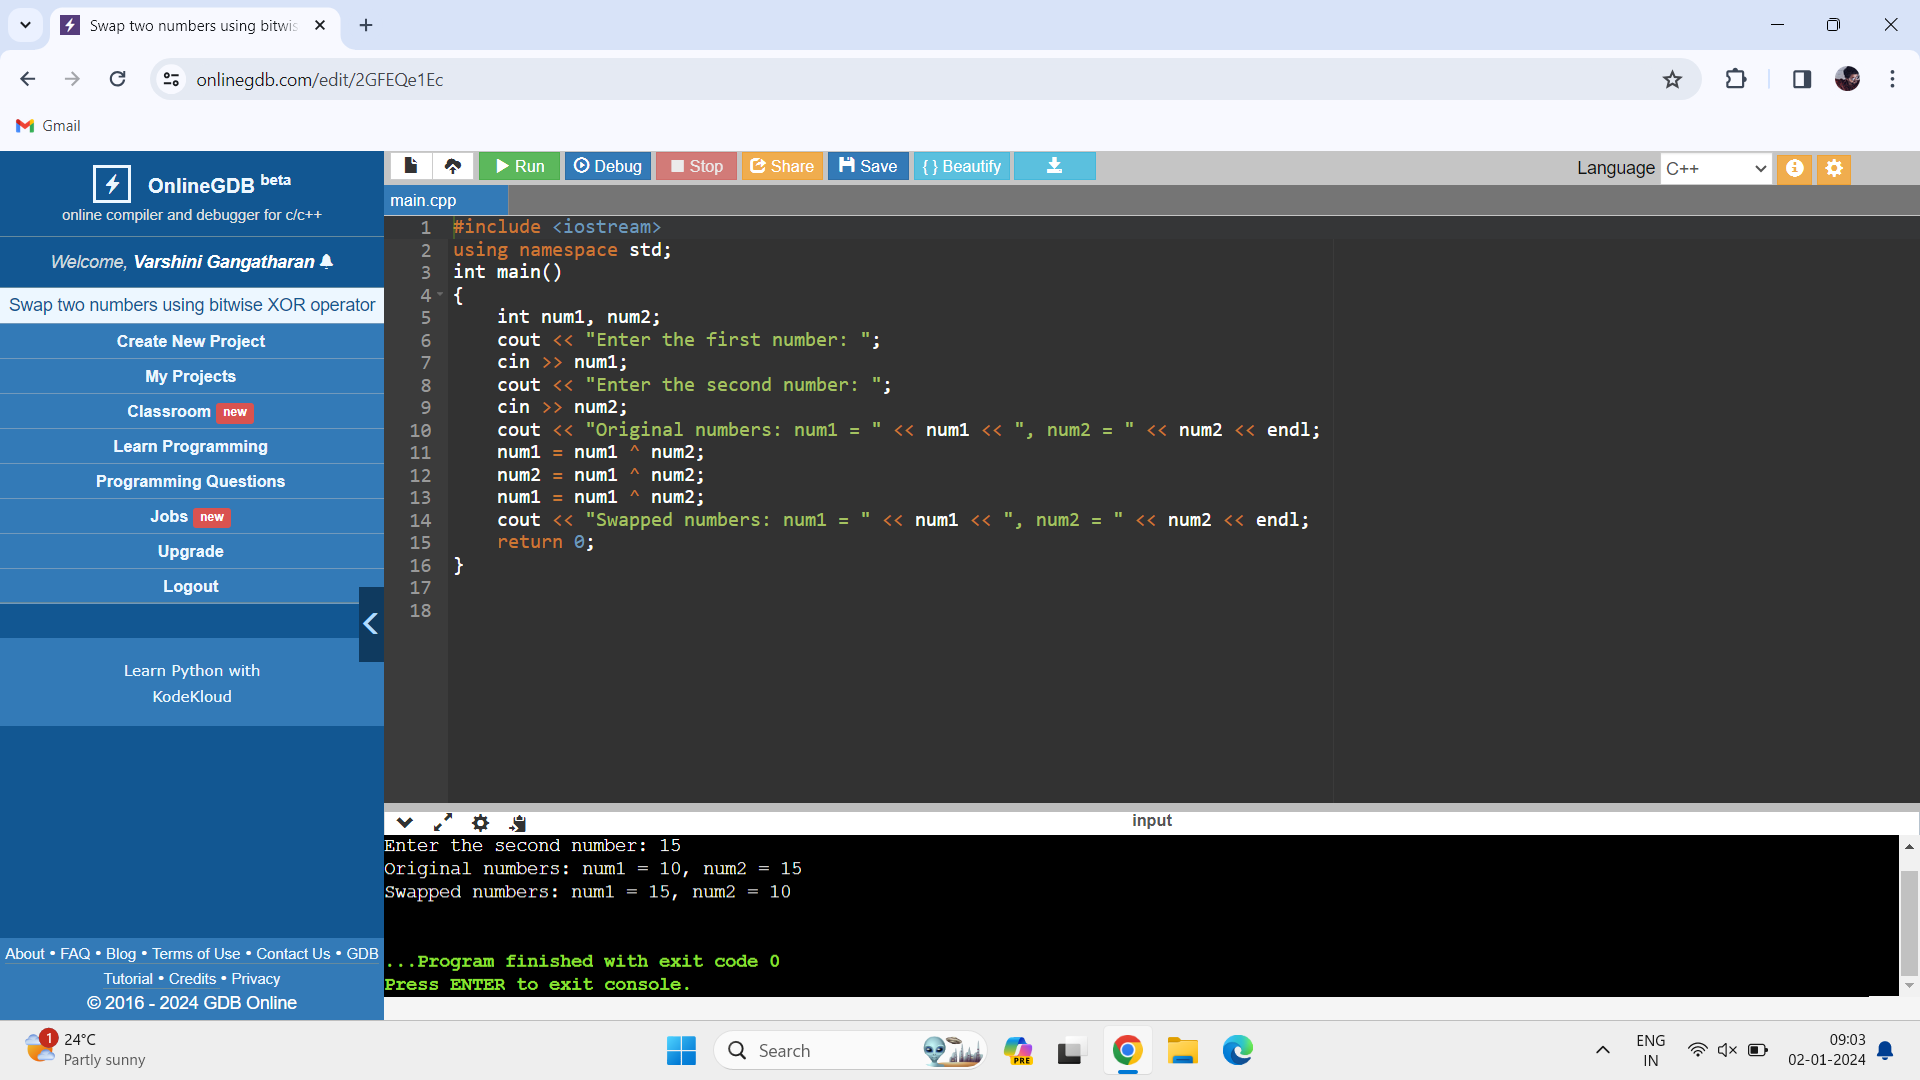 Swap two numbers using bitwis
onlinegdb.com/edit/2GFEQe1Ec
Gmail
OnlineGDB beta
online compiler and debugger for c/c++
Welcome, Varshini Gangatharan
Swap two numbers using bitwise XOR operator
Create New Project
My Projects
Classroom new
Learn Programming
Programming Questions
Jobs new
Upgrade
Logout
Learn Python with
KodeKloud
About • FAQ • Blog • Terms of Use • Contact Us • GDB
Tutorial • Credits • Privacy
© 2016 - 2024 GDB Online
Run Debug Stop Share Save { } Beautify
Language C++
main.cpp
1 #include <iostream>
2 using namespace std;
3 int main()
4 {
5 int num1, num2;
6 cout << "Enter the first number: ";
7 cin >> num1;
8 cout << "Enter the second number: ";
9 cin >> num2;
10 cout << "Original numbers: num1 = " << num1 << ", num2 = " << num2 << endl;
11 num1 = num1 ^ num2;
12 num2 = num1 ^ num2;
13 num1 = num1 ^ num2;
14 cout << "Swapped numbers: num1 = " << num1 << ", num2 = " << num2 << endl;
15 return 0;
16 }
17
18
input
Enter the second number: 15
Original numbers: num1 = 10, num2 = 15
Swapped numbers: num1 = 15, num2 = 10
...Program finished with exit code 0
Press ENTER to exit console.
1
24°C
Partly sunny
Search
PRE
ENG
IN
09:03
02-01-2024